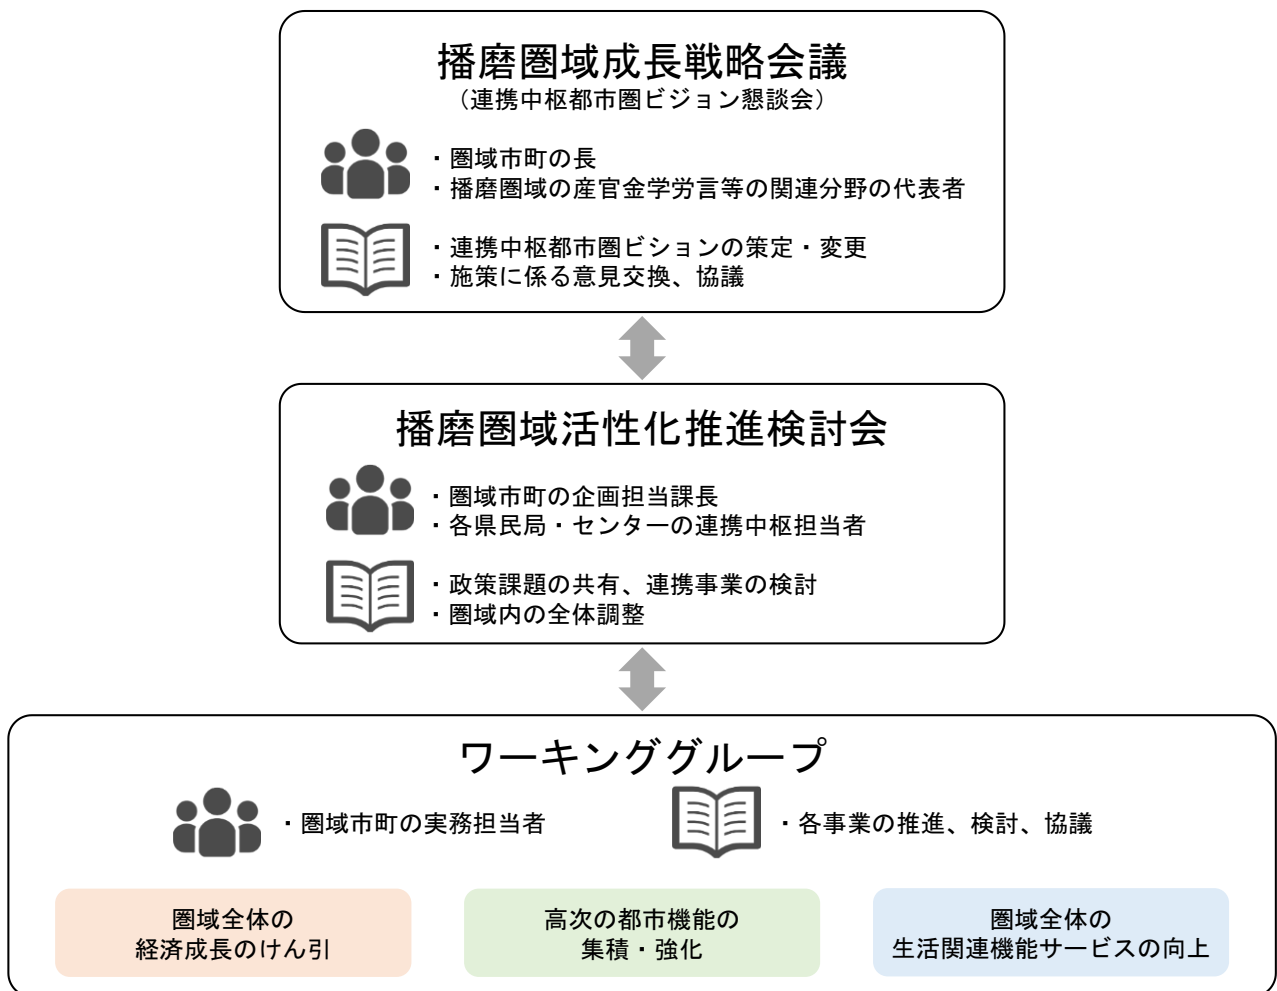 播磨圏域成長戦略会議
（連携中枢都市圏ビジョン懇談会）
・圏域市町の長
・播磨圏域の産官金学労言等の関連分野の代表者
・連携中枢都市圏ビションの策定・変更
・施策に係る意見交換、協議
播磨圏域活性化推進検討会
・圏域市町の企画担当課長
・各県民局・センターの連携中枢担当者
・政策課題の共有、連携事業の検討
・圏域内の全体調整
ワーキンググループ
・圏域市町の実務担当者
・各事業の推進、検討、協議
圏域全体の
経済成長のけん引
高次の都市機能の
集積・強化
圏域全体の
生活関連機能サービスの向上